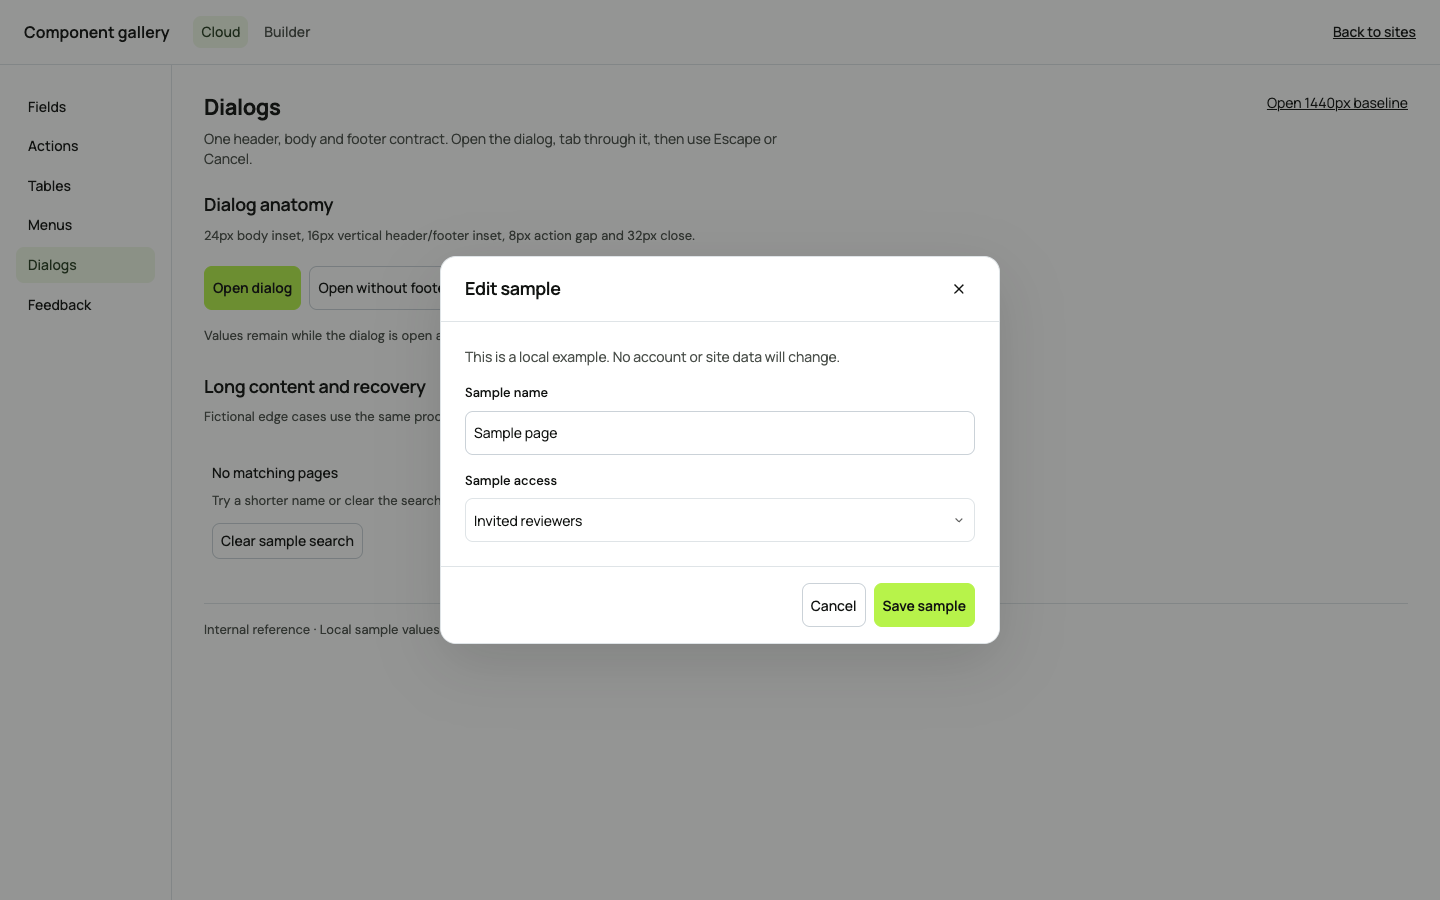 Component gallery
Cloud
Builder
Back to sites
Fields
Actions
Tables
Menus
Dialogs
Feedback
Dialogs
Open 1440px baseline
One header, body and footer contract. Open the dialog, tab through it, then use Escape or
Cancel.
Dialog anatomy
24px body inset, 16px vertical header/footer inset, 8px action gap and 32px close.
Open dialog
Open without
Values remain while the dialog is open
Long content and recovery
Fictional edge cases use the same
No matching pages
Try a shorter name or clear the search
Clear sample search
Internal reference · Local sample values
Edit sample
This is a local example. No account or site data will change.
Sample name
Sample page
Sample access
Invited reviewers
Cancel
Save sample